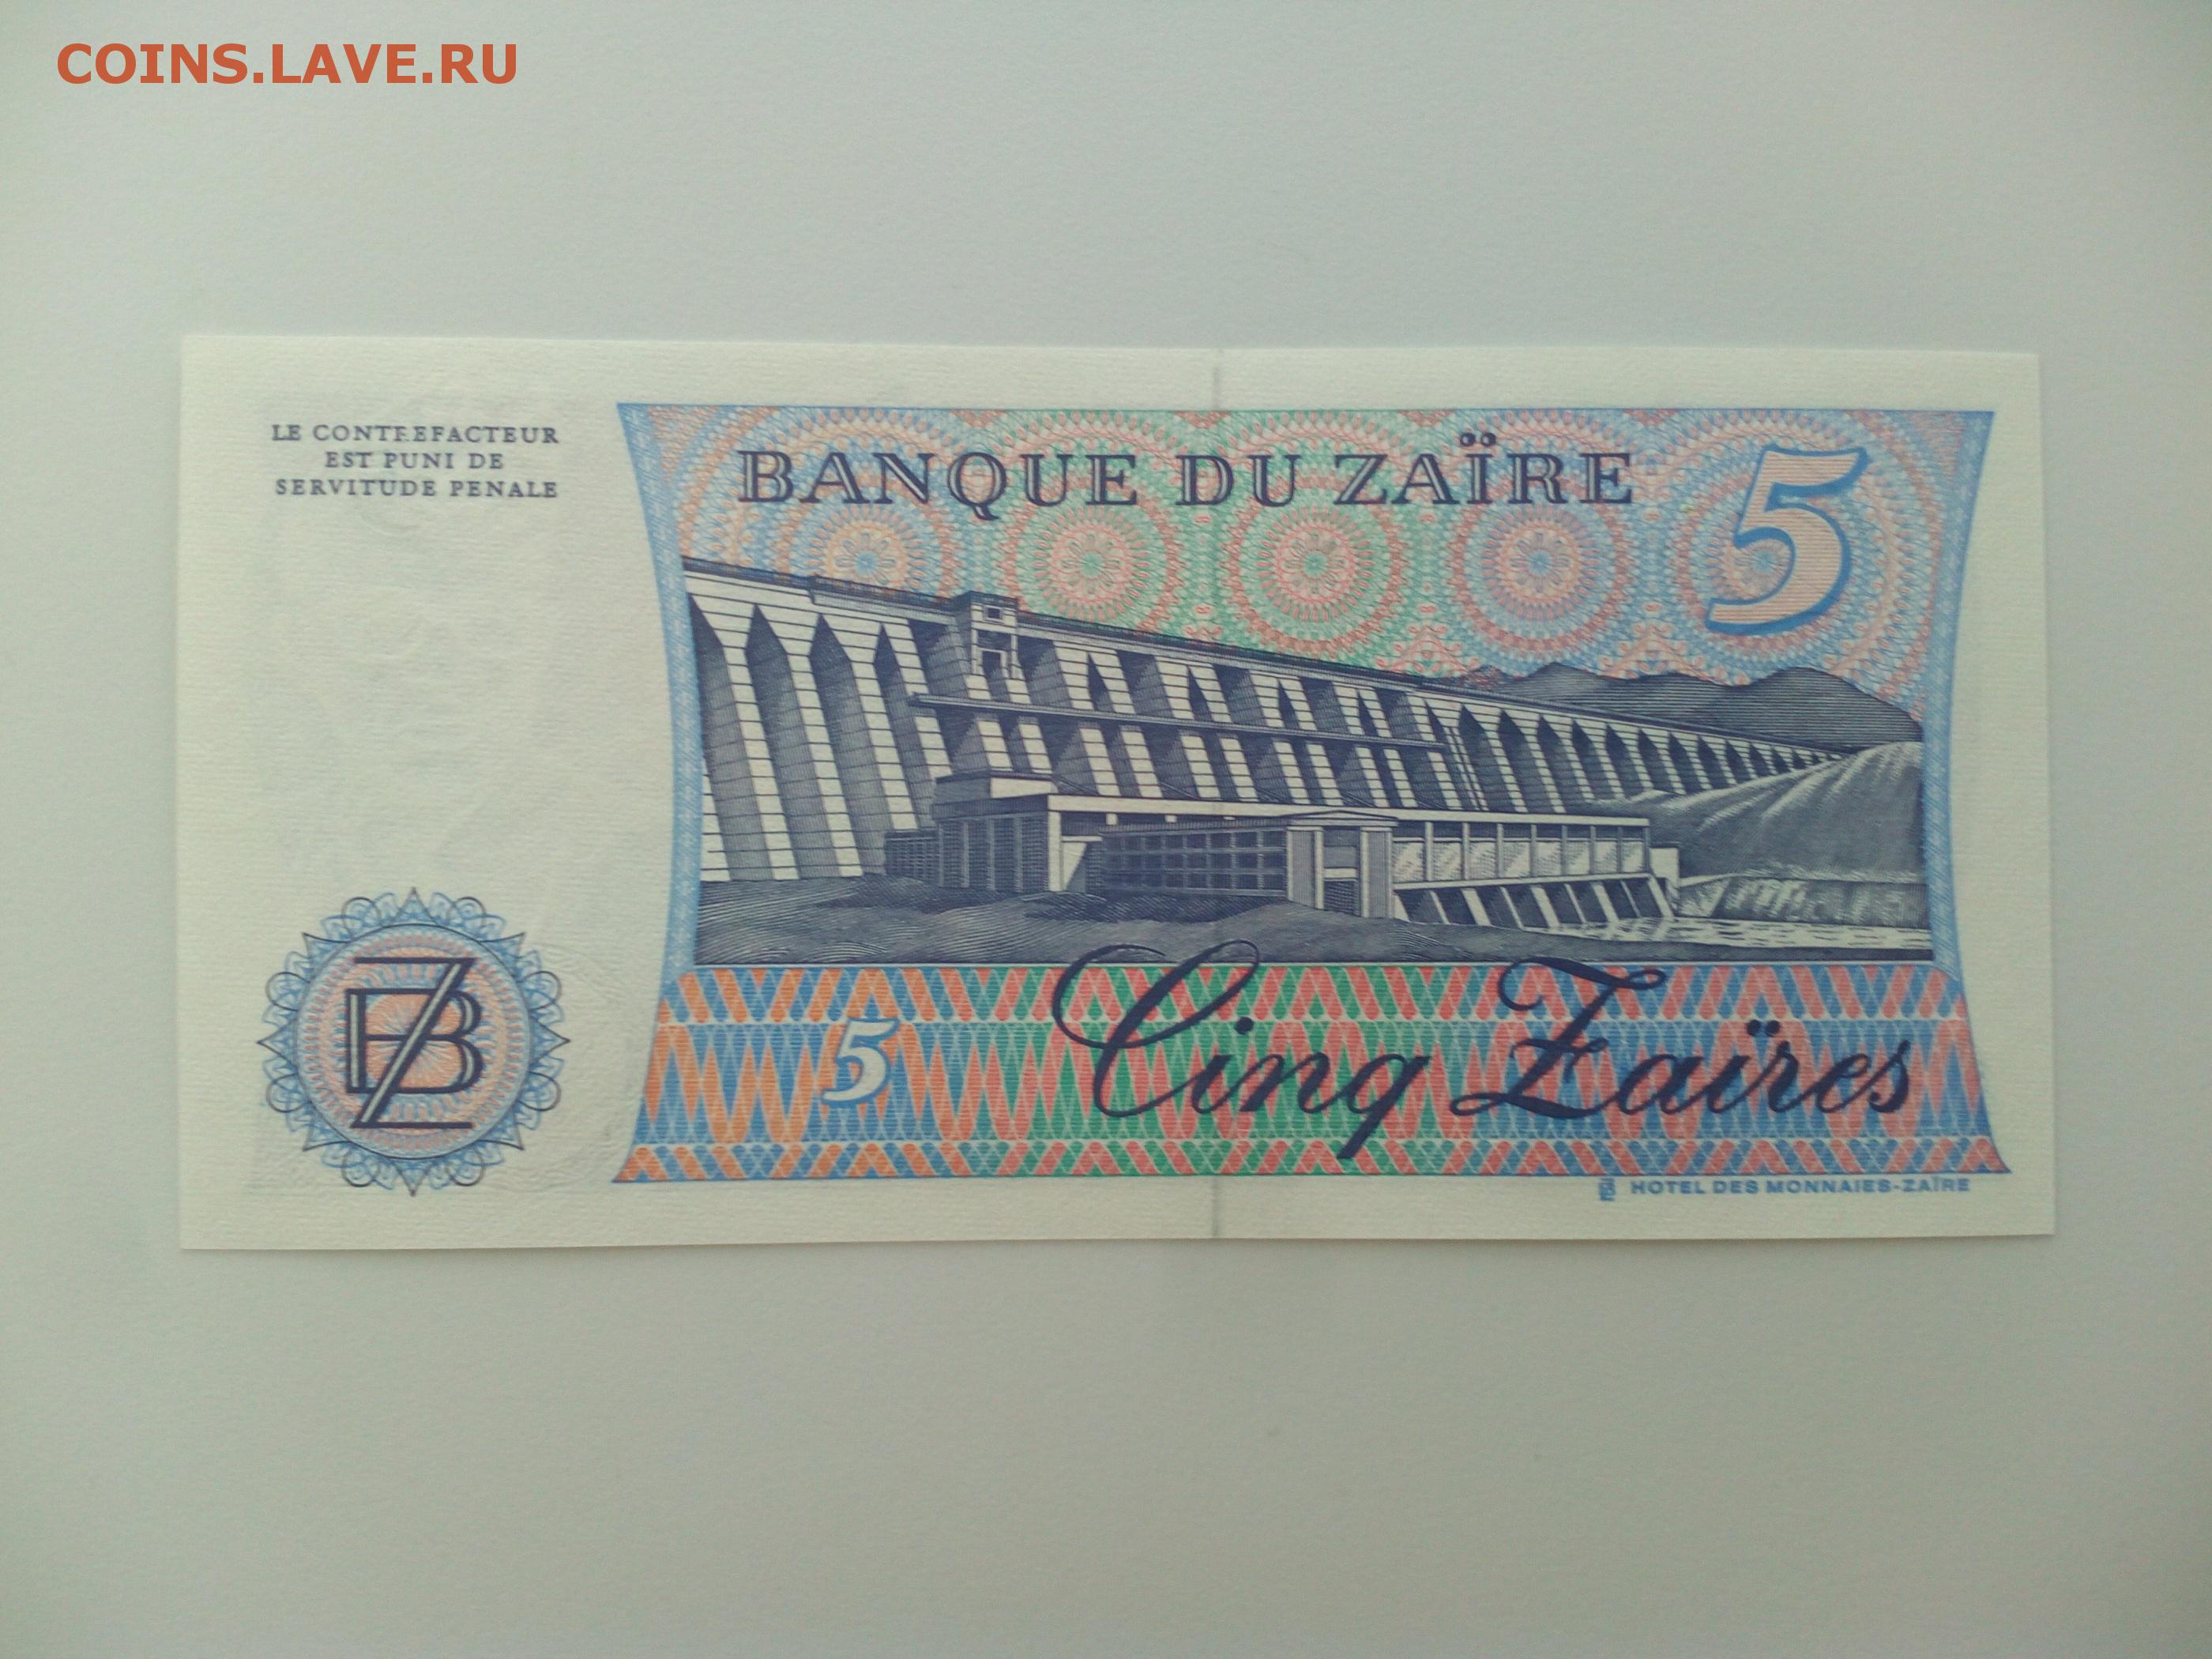 COINS.LAVE.RU
LE CONTREFACTEUR
EST PUNI DE
SERVITUDE PENALE
BANQUE DU ZAÏRE
5
BZ
5
Cinq Zaïres
HOTEL DES MONNAIES-ZAÏRE